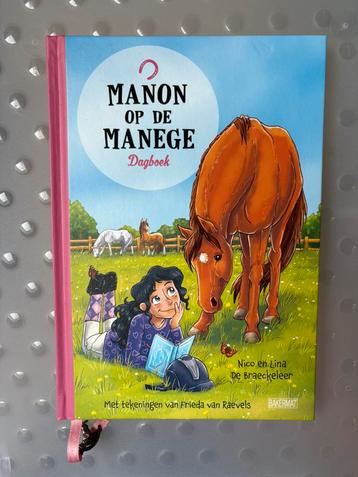 MANON
OP DE
MANEGE
Dagboek
Nico en Lina
De Braeckeleer
Met tekeningen van Frieda van Raevels
BAKERMAT